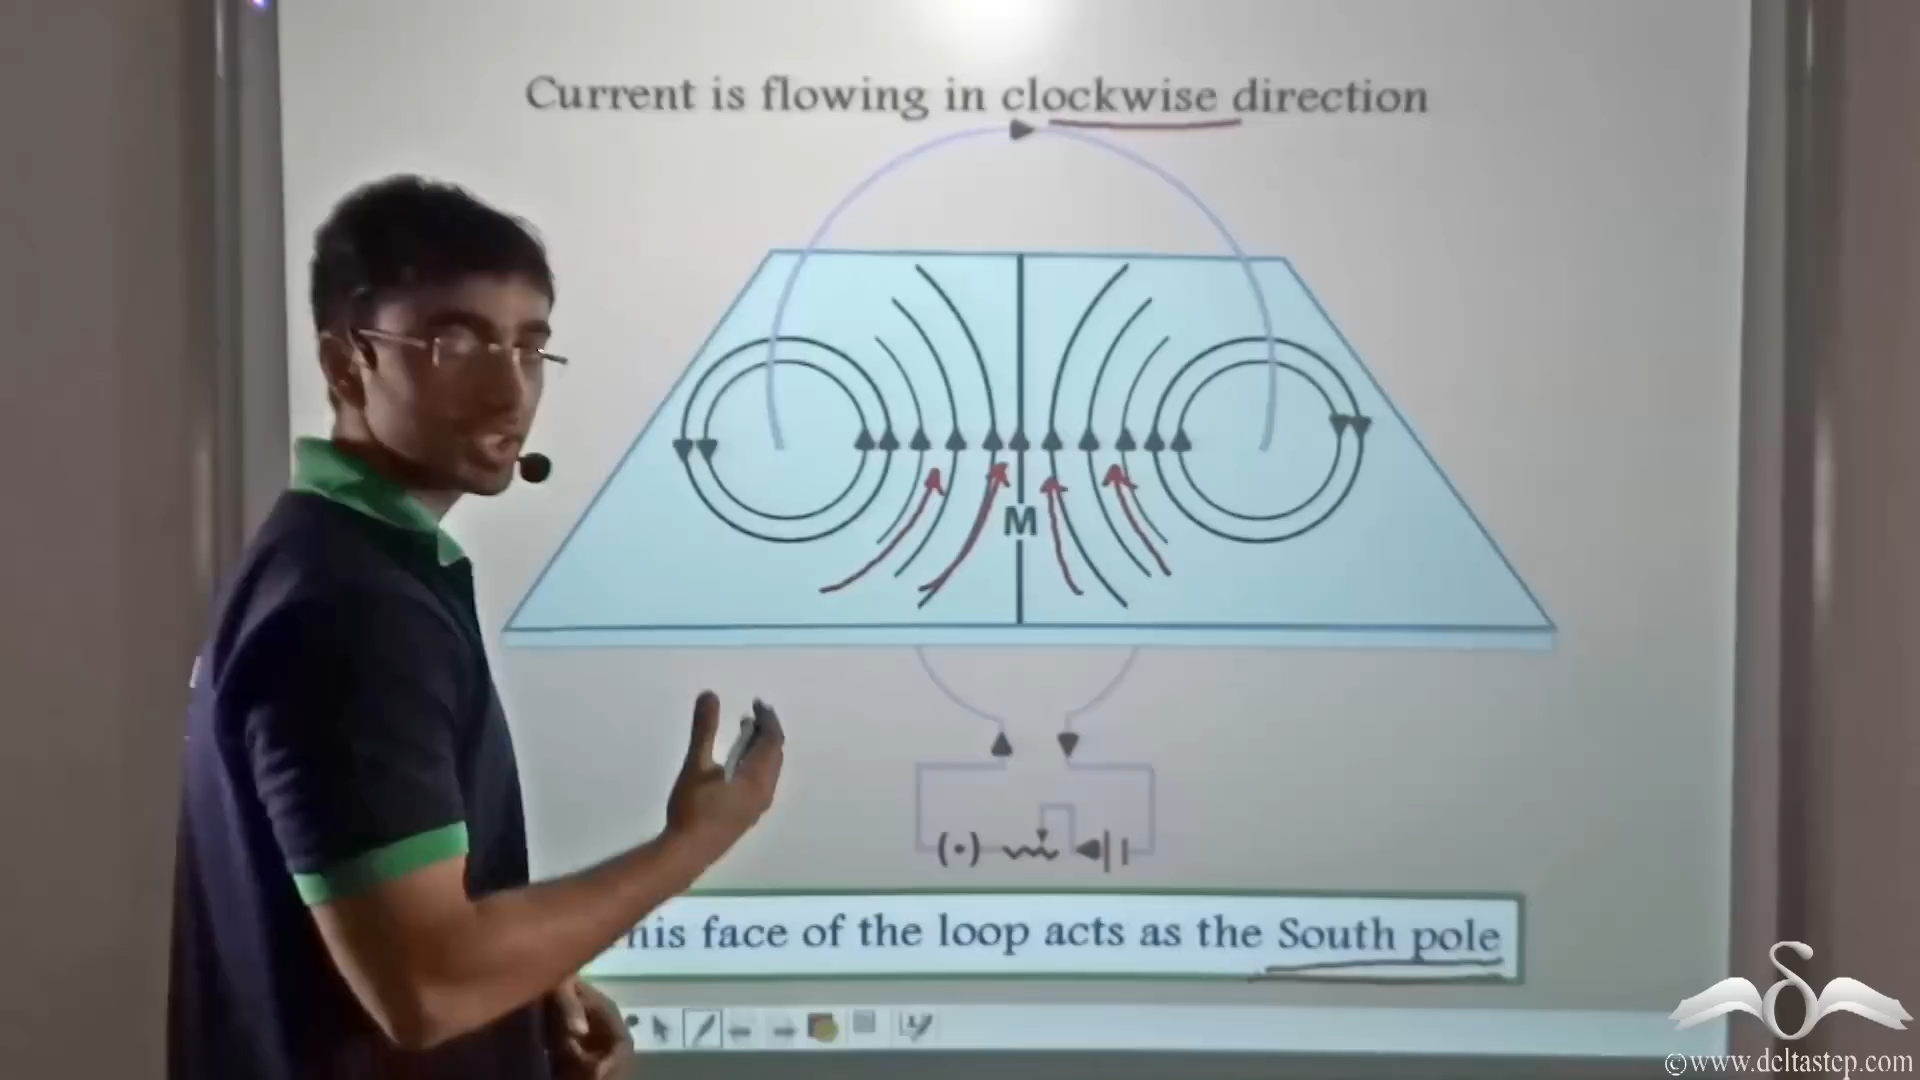 Current is flowing in clockwise direction
M
his face of the loop acts as the South pole
©www.deltastep.com